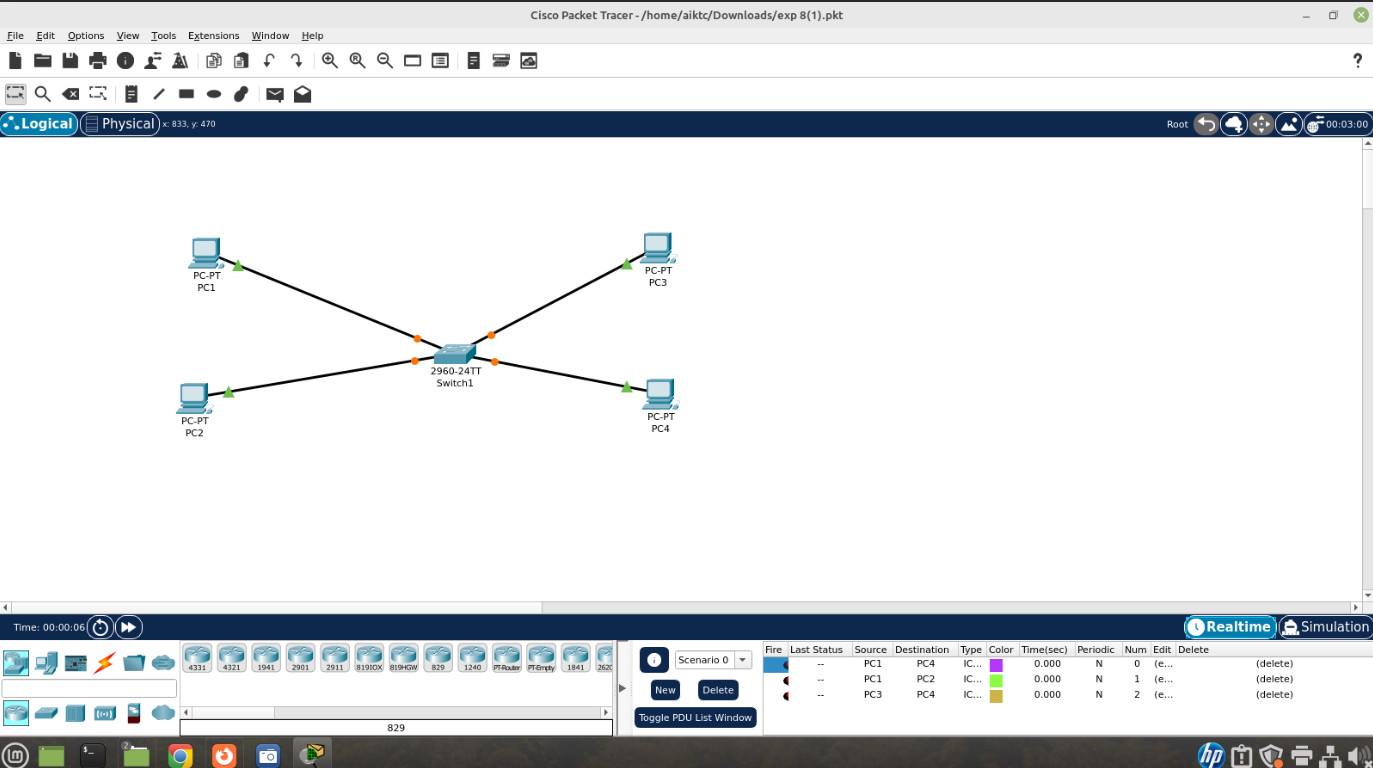 Cisco Packet Tracer - /home/aiktc/Downloads/exp 8(1).pkt
File Edit Options View Tools Extensions Window Help
?
Logical Physical x: 833, y: 470 Root 00:03:00
PC-PT
PC1
PC-PT
PC3
2960-24TT
Switch1
PC-PT
PC2
PC-PT
PC4
Time: 00:00:06 Realtime Simulation
4331 4321 1941 2901 2911 819IOX 819HGW 829 1240 PT-Router PT-Empty 1841 2620
829
Scenario 0
New Delete
Toggle PDU List Window
Fire Last Status Source Destination Type Color Time(sec) Periodic Num Edit Delete
-- PC1 PC4 IC... 0.000 N 0 (e... (delete)
-- PC1 PC2 IC... 0.000 N 1 (e... (delete)
-- PC3 PC4 IC... 0.000 N 2 (e... (delete)
2
hp